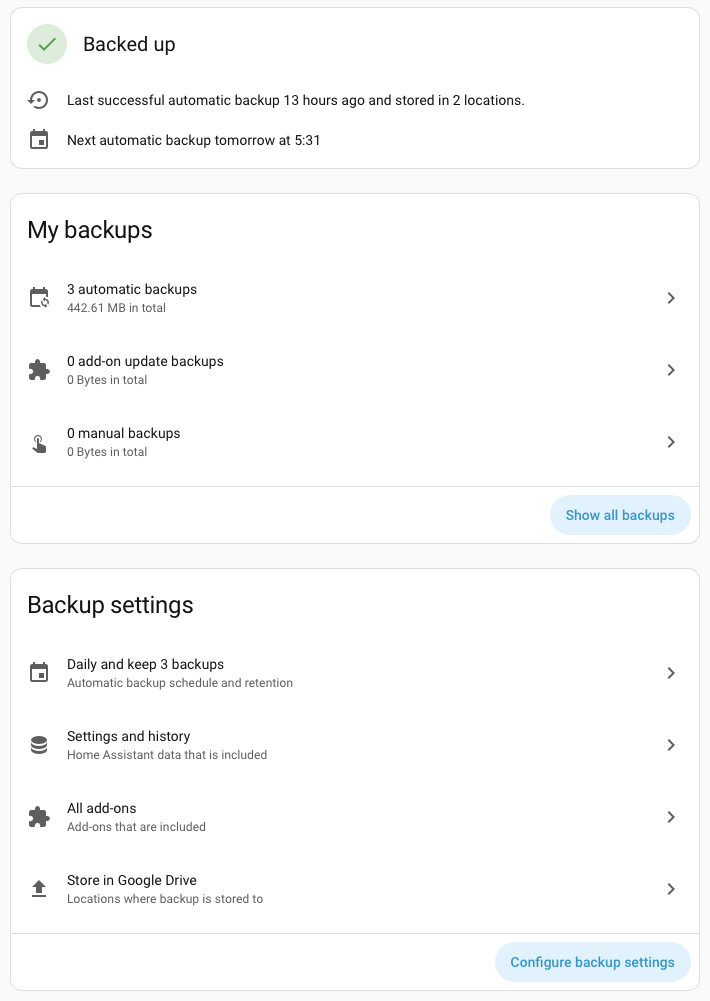 Backed up
Last successful automatic backup 13 hours ago and stored in 2 locations.
Next automatic backup tomorrow at 5:31
My backups
3 automatic backups
442.61 MB in total
0 add-on update backups
0 Bytes in total
0 manual backups
0 Bytes in total
Show all backups
Backup settings
Daily and keep 3 backups
Automatic backup schedule and retention
Settings and history
Home Assistant data that is included
All add-ons
Add-ons that are included
Store in Google Drive
Locations where backup is stored to
Configure backup settings